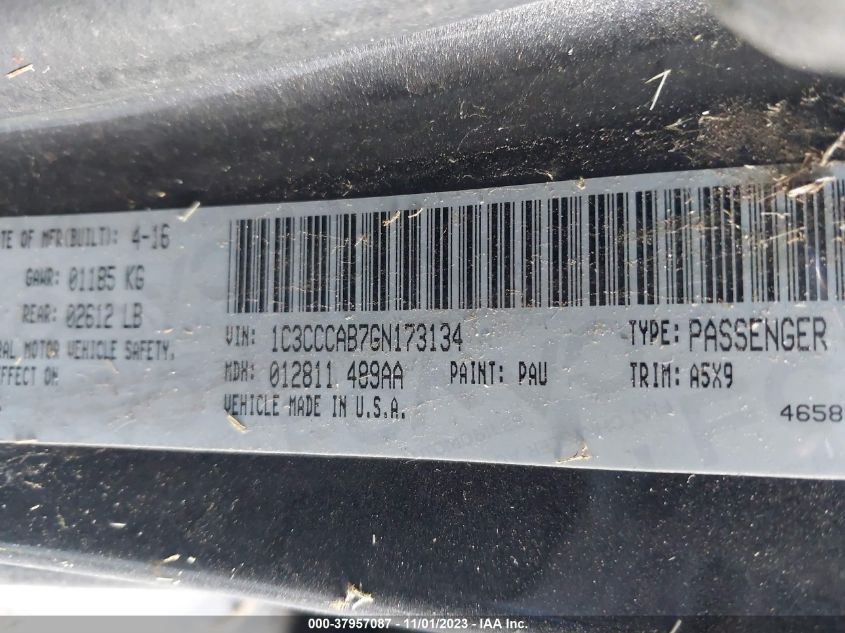 TE OF MFR(BUILT): 4-16
GAWR: 01185 KG
REAR: 02612 LB
RAL MOTOR VEHICLE SAFETY,
EFFECT ON
VIN: 1C3CCCAB7GN173134
TYPE: PASSENGER
MDH: 012811 489AA
PAINT: PAU
TRIM: A5X9
VEHICLE MADE IN U.S.A.
4658
000-37957087 - 11/01/2023 - IAA Inc.